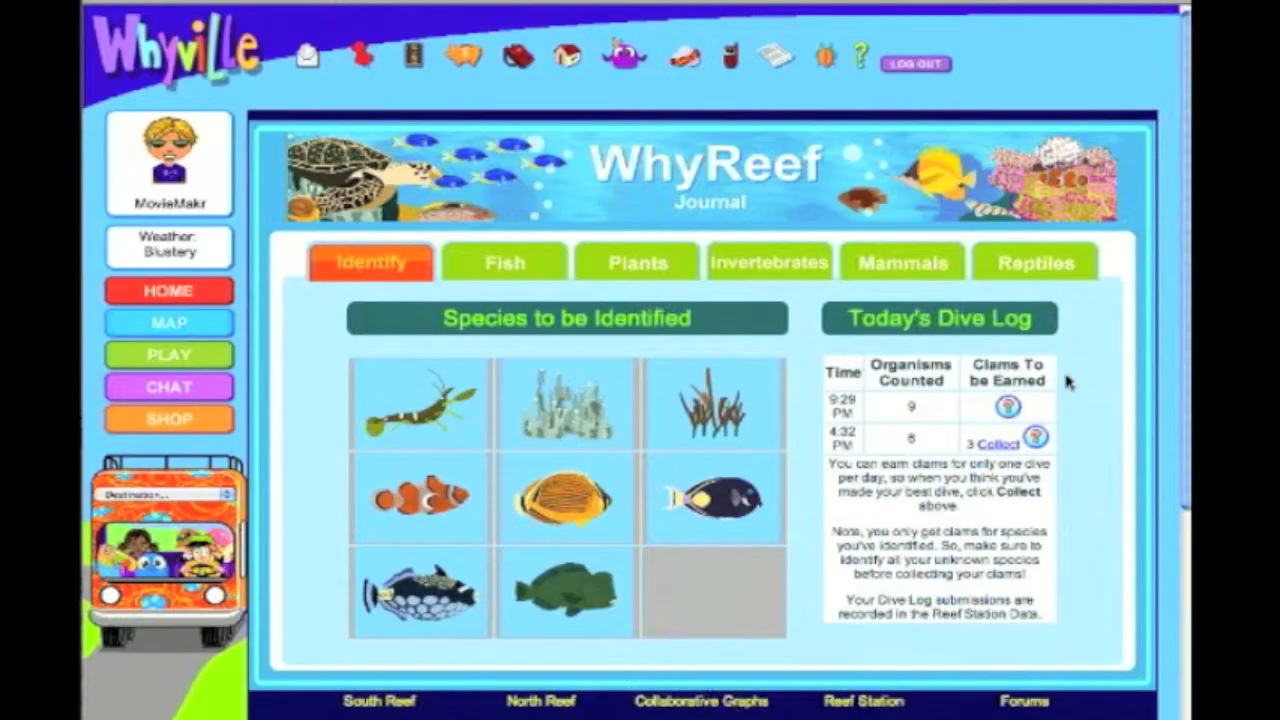 Whyville
LOG OUT
MovieMakr
Weather:
Blustery
HOME
MAP
PLAY
CHAT
SHOP
Destination...
WhyReef
Journal
Identify
Fish
Plants
Invertebrates
Mammals
Reptiles
Species to be Identified
Today's Dive Log
Time
Organisms
Counted
Clams To
be Earned
9:29
PM
9
?
4:32
PM
6
3 Collect ?
You can earn clams for only one dive
per day, so when you think you've
made your best dive, click Collect
above.
Note, you only get clams for species
you've identified. So, make sure to
identify all your unknown species
before collecting your clams!
Your Dive Log submissions are
recorded in the Reef Station Data.
South Reef
North Reef
Collaborative Graphs
Reef Station
Forums